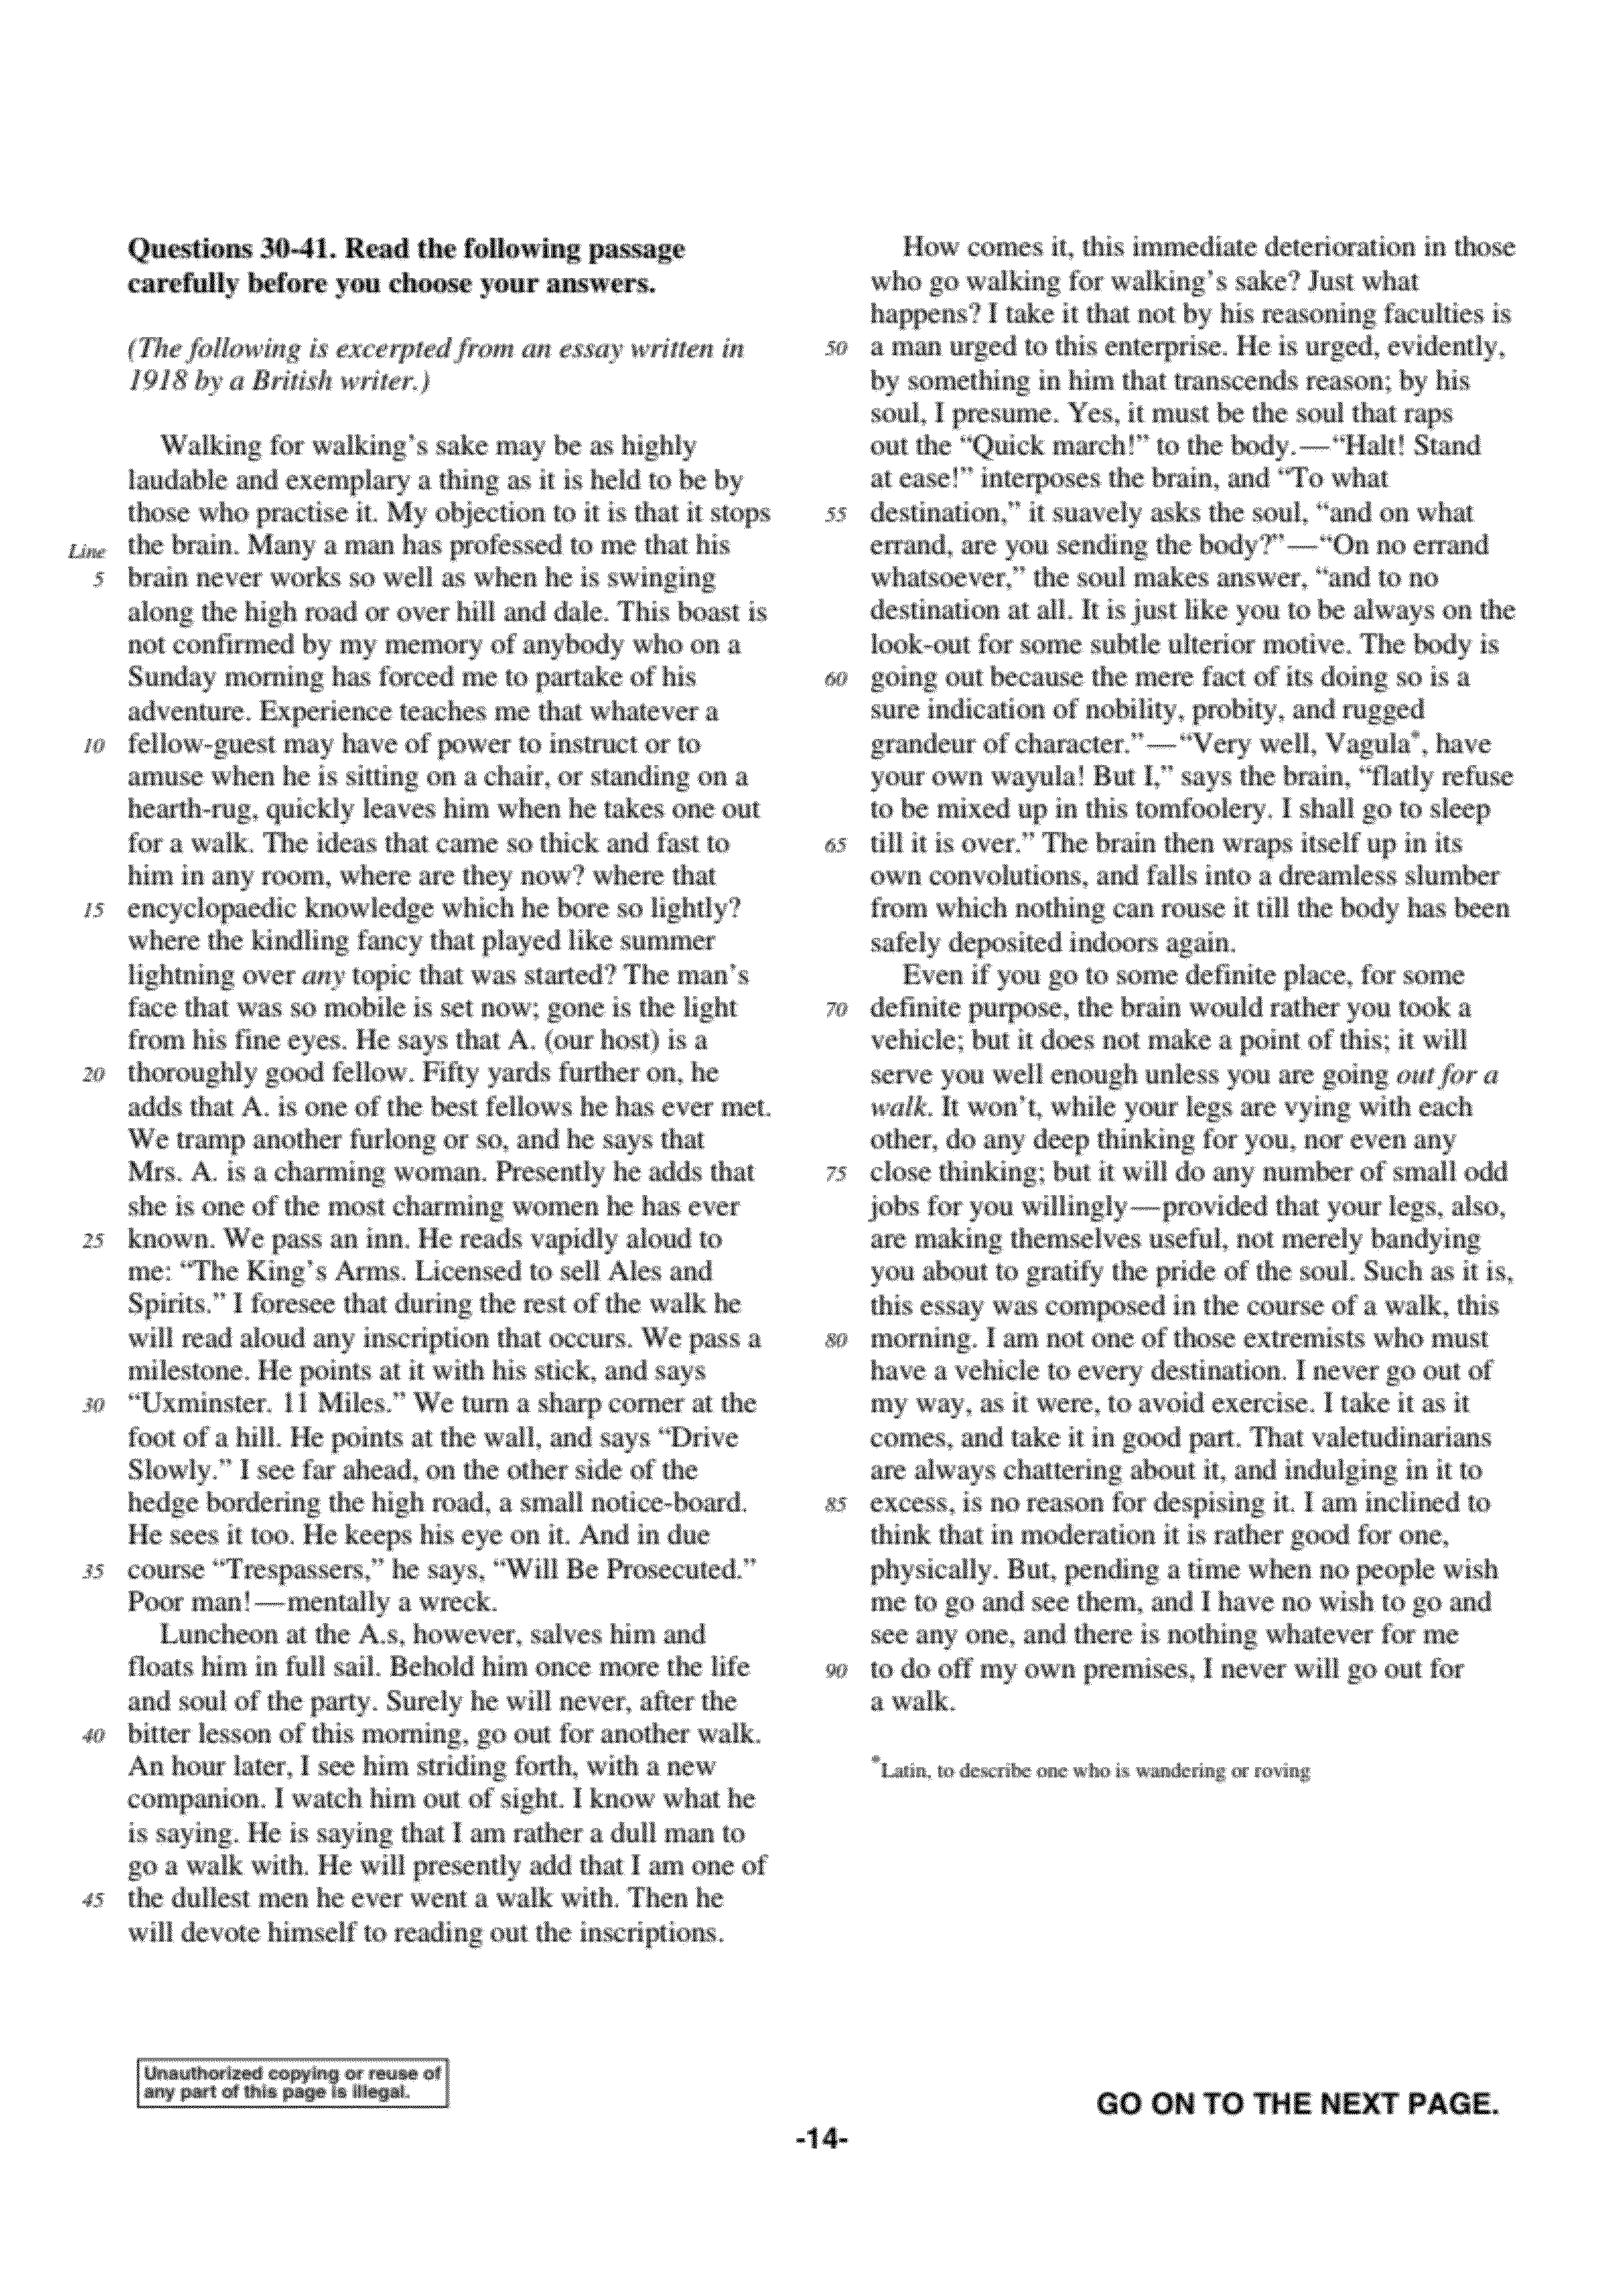 Questions 30-41. Read the following passage
carefully before you choose your answers.
(The following is excerpted from an essay written in
1918 by a British writer.)
Walking for walking's sake may be as highly
laudable and exemplary a thing as it is held to be by
those who practise it. My objection to it is that it stops
Line the brain. Many a man has professed to me that his
5 brain never works so well as when he is swinging
along the high road or over hill and dale. This boast is
not confirmed by my memory of anybody who on a
Sunday morning has forced me to partake of his
adventure. Experience teaches me that whatever a
10 fellow-guest may have of power to instruct or to
amuse when he is sitting on a chair, or standing on a
hearth-rug, quickly leaves him when he takes one out
for a walk. The ideas that came so thick and fast to
him in any room, where are they now? where that
15 encyclopaedic knowledge which he bore so lightly?
where the kindling fancy that played like summer
lightning over any topic that was started? The man's
face that was so mobile is set now; gone is the light
from his fine eyes. He says that A. (our host) is a
20 thoroughly good fellow. Fifty yards further on, he
adds that A. is one of the best fellows he has ever met.
We tramp another furlong or so, and he says that
Mrs. A. is a charming woman. Presently he adds that
she is one of the most charming women he has ever
25 known. We pass an inn. He reads vapidly aloud to
me: “The King's Arms. Licensed to sell Ales and
Spirits.” I foresee that during the rest of the walk he
will read aloud any inscription that occurs. We pass a
milestone. He points at it with his stick, and says
30 “Uxminster. 11 Miles.” We turn a sharp corner at the
foot of a hill. He points at the wall, and says “Drive
Slowly.” I see far ahead, on the other side of the
hedge bordering the high road, a small notice-board.
He sees it too. He keeps his eye on it. And in due
35 course “Trespassers,” he says, “Will Be Prosecuted.”
Poor man!—mentally a wreck.
Luncheon at the A.s, however, salves him and
floats him in full sail. Behold him once more the life
and soul of the party. Surely he will never, after the
40 bitter lesson of this morning, go out for another walk.
An hour later, I see him striding forth, with a new
companion. I watch him out of sight. I know what he
is saying. He is saying that I am rather a dull man to
go a walk with. He will presently add that I am one of
45 the dullest men he ever went a walk with. Then he
will devote himself to reading out the inscriptions.
How comes it, this immediate deterioration in those
who go walking for walking's sake? Just what
happens? I take it that not by his reasoning faculties is
50 a man urged to this enterprise. He is urged, evidently,
by something in him that transcends reason; by his
soul, I presume. Yes, it must be the soul that raps
out the “Quick march!” to the body.—“Halt! Stand
at ease!” interposes the brain, and “To what
55 destination,” it suavely asks the soul, “and on what
errand, are you sending the body?”—“On no errand
whatsoever,” the soul makes answer, “and to no
destination at all. It is just like you to be always on the
look-out for some subtle ulterior motive. The body is
60 going out because the mere fact of its doing so is a
sure indication of nobility, probity, and rugged
grandeur of character.”—“Very well, Vagula*, have
your own wayula! But I,” says the brain, “flatly refuse
to be mixed up in this tomfoolery. I shall go to sleep
65 till it is over.” The brain then wraps itself up in its
own convolutions, and falls into a dreamless slumber
from which nothing can rouse it till the body has been
safely deposited indoors again.
Even if you go to some definite place, for some
70 definite purpose, the brain would rather you took a
vehicle; but it does not make a point of this; it will
serve you well enough unless you are going out for a
walk. It won't, while your legs are vying with each
other, do any deep thinking for you, nor even any
75 close thinking; but it will do any number of small odd
jobs for you willingly—provided that your legs, also,
are making themselves useful, not merely bandying
you about to gratify the pride of the soul. Such as it is,
this essay was composed in the course of a walk, this
80 morning. I am not one of those extremists who must
have a vehicle to every destination. I never go out of
my way, as it were, to avoid exercise. I take it as it
comes, and take it in good part. That valetudinarians
are always chattering about it, and indulging in it to
85 excess, is no reason for despising it. I am inclined to
think that in moderation it is rather good for one,
physically. But, pending a time when no people wish
me to go and see them, and I have no wish to go and
see any one, and there is nothing whatever for me
90 to do off my own premises, I never will go out for
a walk.
*Latin, to describe one who is wandering or roving
Unauthorized copying or reuse of
any part of this page is illegal.
GO ON TO THE NEXT PAGE.
-14-